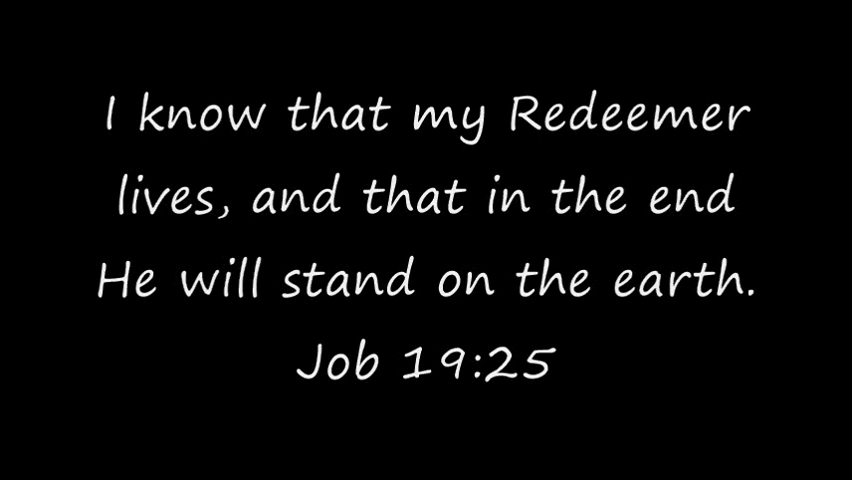 I know that my Redeemer
lives, and that in the end
He will stand on the earth.
Job 19:25